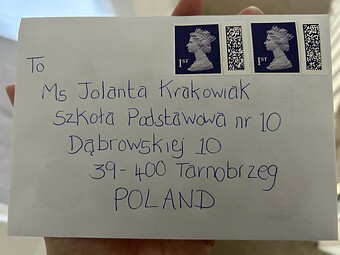 1ST
1ST
To
Ms Jolanta Krakowiak
Szkoła Podstawowa nr 10
Dąbrowskiej 10
39-400 Tarnobrzeg
POLAND